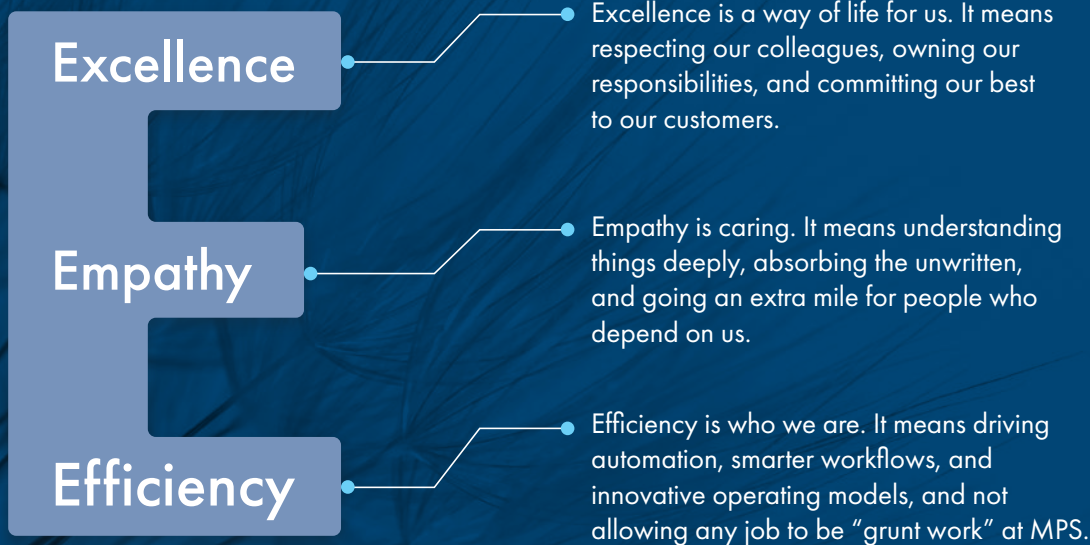 Excellence
Excellence is a way of life for us. It means
respecting our colleagues, owning our
responsibilities, and committing our best
to our customers.
Empathy
Empathy is caring. It means understanding
things deeply, absorbing the unwritten,
and going an extra mile for people who
depend on us.
Efficiency
Efficiency is who we are. It means driving
automation, smarter workflows, and
innovative operating models, and not
allowing any job to be “grunt work” at MPS.